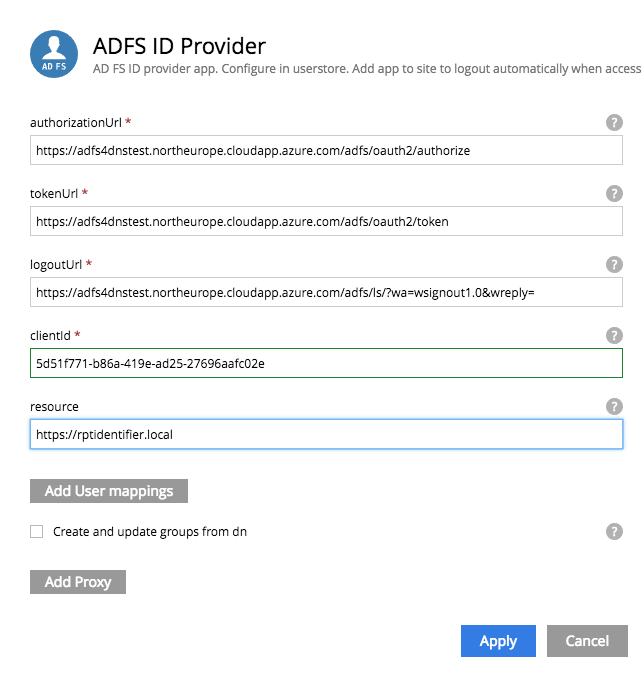 AD FS
ADFS ID Provider
AD FS ID provider app. Configure in userstore. Add app to site to logout automatically when access
authorizationUrl *
?
https://adfs4dnstest.northeurope.cloudapp.azure.com/adfs/oauth2/authorize
tokenUrl *
?
https://adfs4dnstest.northeurope.cloudapp.azure.com/adfs/oauth2/token
logoutUrl *
?
https://adfs4dnstest.northeurope.cloudapp.azure.com/adfs/ls/?wa=wsignout1.0&wreply=
clientId *
?
5d51f771-b86a-419e-ad25-27696aafc02e
resource
?
https://rptidentifier.local
Add User mappings
Create and update groups from dn
?
Add Proxy
Apply
Cancel